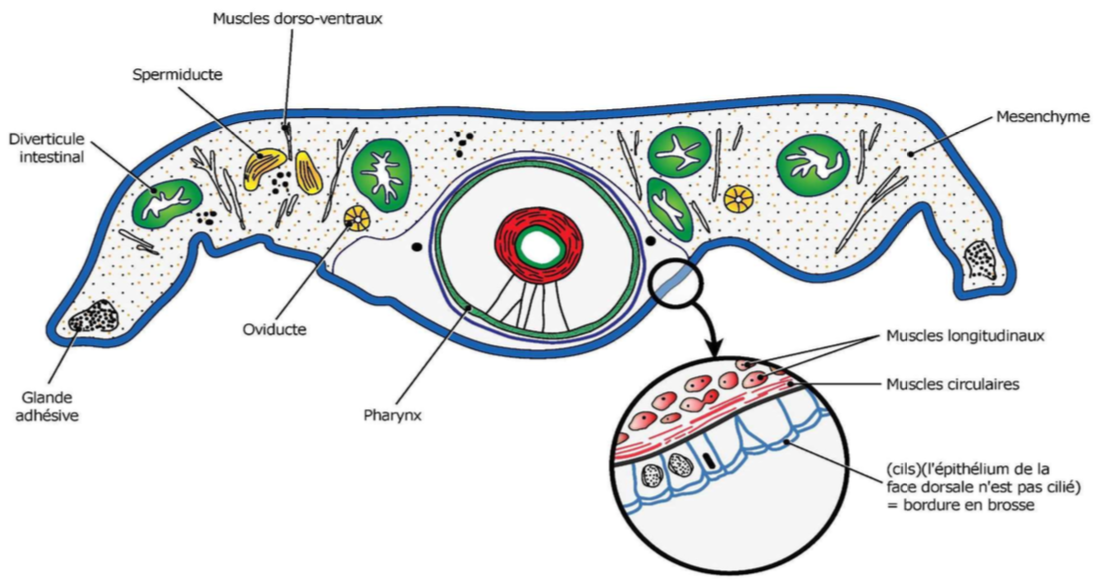 Muscles dorso-ventraux
Spermiducte
Diverticule
intestinal
Mesenchyme
Oviducte
Glande
adhésive
Pharynx
Muscles longitudinaux
Muscles circulaires
(cils)(l'épithélium de la
face dorsale n'est pas cilié)
= bordure en brosse